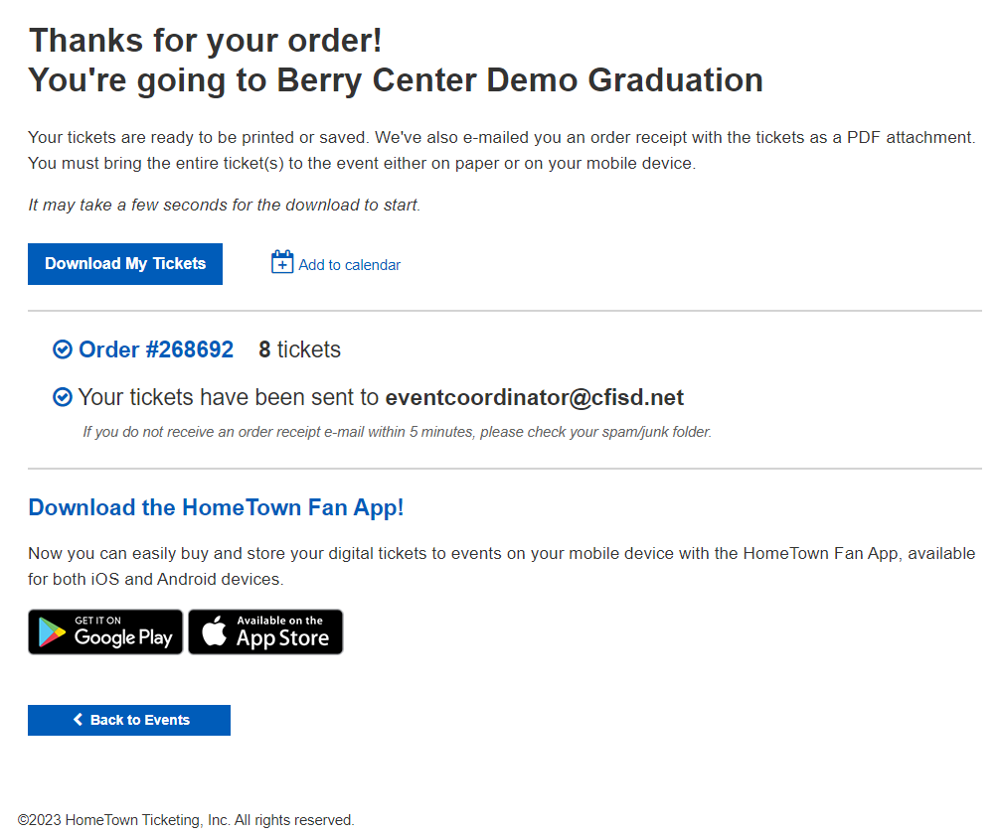 Thanks for your order!
You're going to Berry Center Demo Graduation
Your tickets are ready to be printed or saved. We've also e-mailed you an order receipt with the tickets as a PDF attachment.
You must bring the entire ticket(s) to the event either on paper or on your mobile device.
It may take a few seconds for the download to start.
Download My Tickets
Add to calendar
Order #268692 8 tickets
Your tickets have been sent to eventcoordinator@cfisd.net
If you do not receive an order receipt e-mail within 5 minutes, please check your spam/junk folder.
Download the HomeTown Fan App!
Now you can easily buy and store your digital tickets to events on your mobile device with the HomeTown Fan App, available
for both iOS and Android devices.
GET IT ON
Google Play
Available on the
App Store
Back to Events
©2023 HomeTown Ticketing, Inc. All rights reserved.